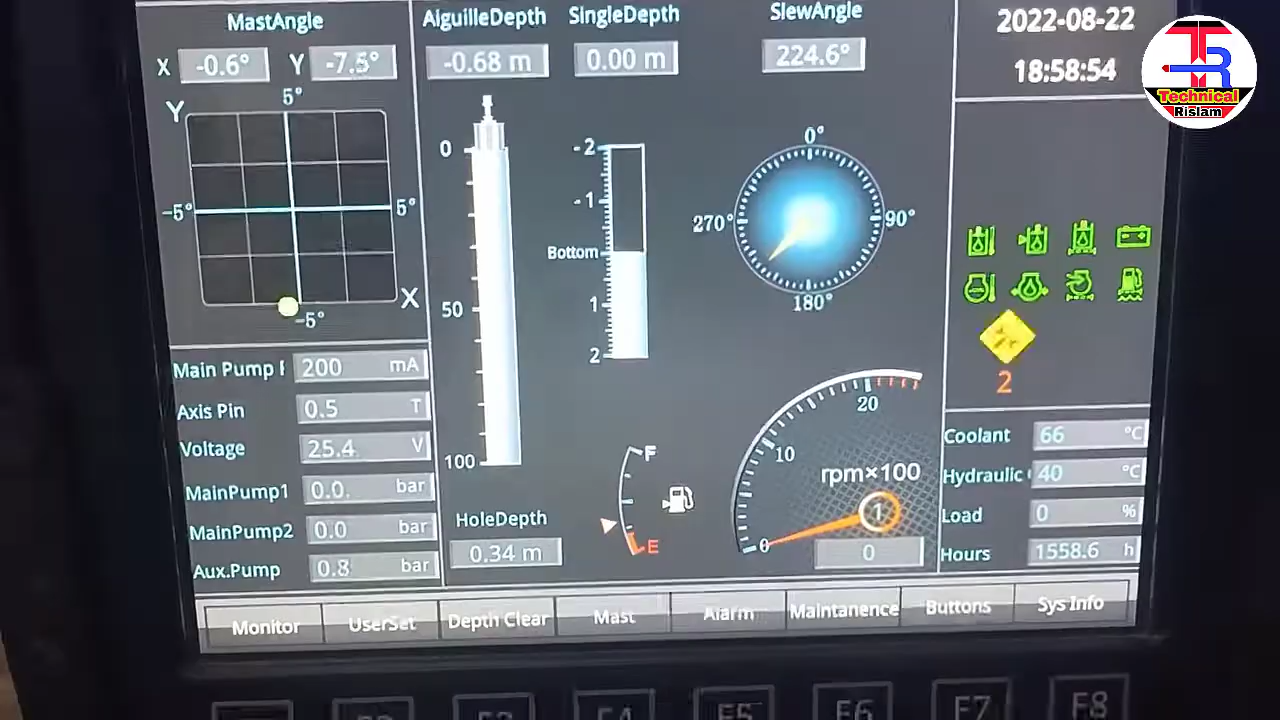 MastAngle
X -0.6° Y -7.5°
AiguilleDepth
-0.68 m
SingleDepth
0.00 m
SlewAngle
224.6°
2022-08-22
18:58:54
Technical
Rislam
Y 5°
-5° 5°
X
-5°
0
50
100
-2
-1
Bottom
1
2
0°
270° 90°
180°
2
Main Pump 200 mA
Axis Pin 0.5 T
Voltage 25.4 V
MainPump1 0.0 bar
MainPump2 0.0 bar
Aux.Pump 0.8 bar
HoleDepth
0.34 m
F
E
20
10
rpm×100
1
0
0
Coolant 66 °C
Hydraulic 40 °C
Load 0 %
Hours 1558.6 h
Monitor UserSet Depth Clear Mast Alarm Maintanence Buttons Sys Info
F3 F4 F5 F6 F7 F8